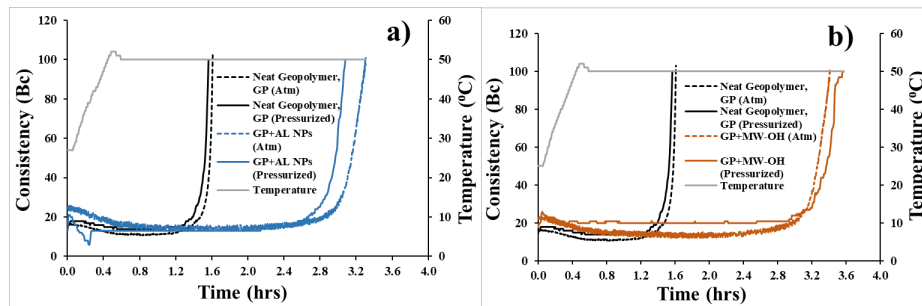 a)
Consistency (Bc)
120
100
80
60
40
20
0
Neat Geopolymer,
GP (Atm)
Neat Geopolymer,
GP (Pressurized)
GP+AL NPs
(Atm)
GP+AL NPs
(Pressurized)
Temperature
60
50
40
30
20
10
0
Temperature (ºC)
0.0 0.4 0.8 1.2 1.6 2.0 2.4 2.8 3.2 3.6 4.0
Time (hrs)
b)
Consistency (Bc)
120
100
80
60
40
20
0
Neat Geopolymer,
GP (Atm)
Neat Geopolymer,
GP (Pressurized)
GP+MW-OH (Atm)
GP+MW-OH
(Pressurized)
Temperature
60
50
40
30
20
10
0
Temperature (ºC)
0.0 0.4 0.8 1.2 1.6 2.0 2.4 2.8 3.2 3.6 4.0
Time (hrs)